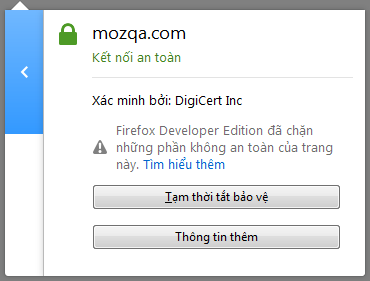 mozqa.com
Kết nối an toàn
Xác minh bởi: DigiCert Inc
Firefox Developer Edition đã chặn
những phần không an toàn của trang
này. Tìm hiểu thêm
Tạm thời tắt bảo vệ
Thông tin thêm